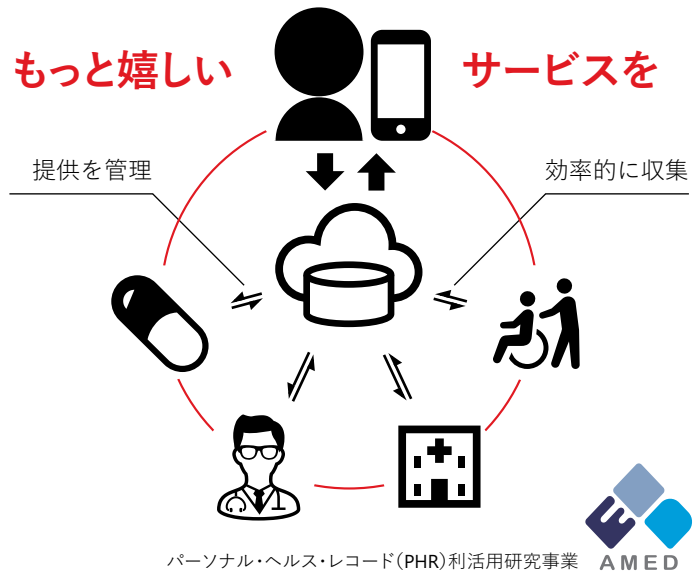 もっと嬉しい
サービスを
提供を管理
効率的に収集
パーソナル・ヘルス・レコード(PHR)利活用研究事業
AMED